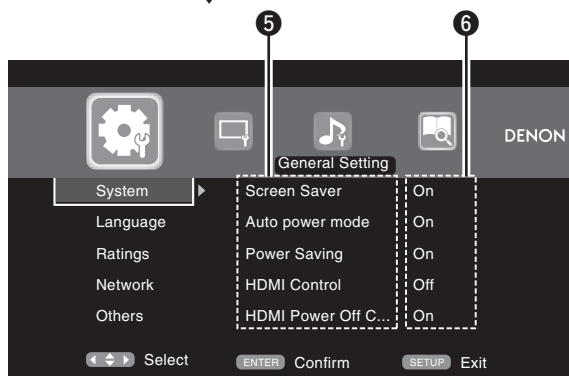 5 6
DENON
General Setting
System Screen Saver On
Language Auto power mode On
Ratings Power Saving On
Network HDMI Control Off
Others HDMI Power Off C... On
Select ENTER Confirm SETUP Exit